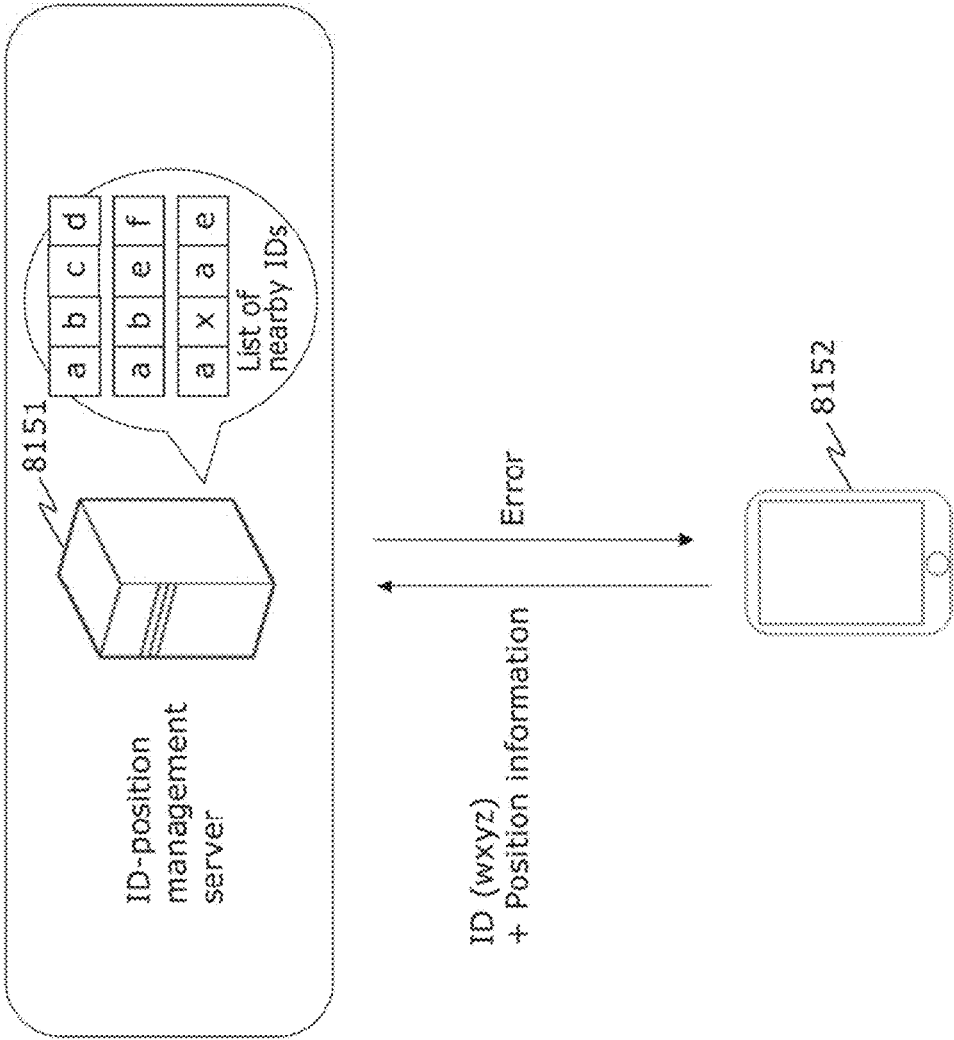 8151
ID-position
management
server
a b c d
a b e f
a x a e
List of
nearby IDs
ID (wxyz)
+ Position information
Error
8152